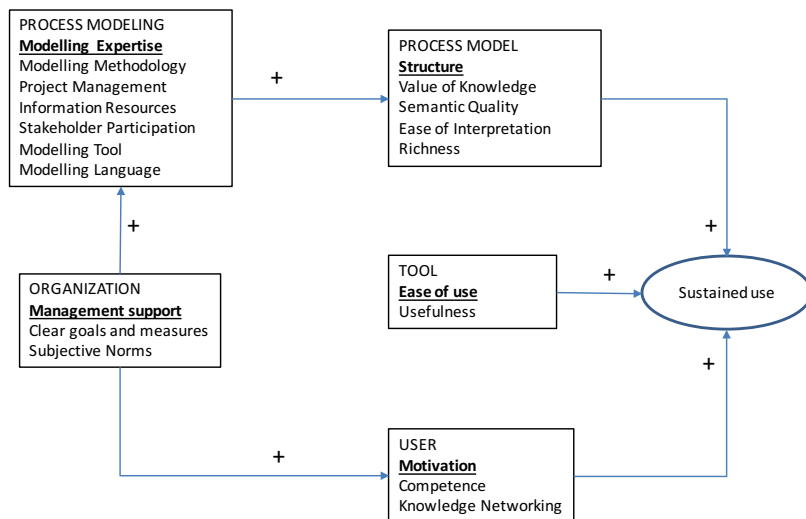 PROCESS MODELING
Modelling Expertise
Modelling Methodology
Project Management
Information Resources
Stakeholder Participation
Modelling Tool
Modelling Language
+
PROCESS MODEL
Structure
Value of Knowledge
Semantic Quality
Ease of Interpretation
Richness
+
+
ORGANIZATION
Management support
Clear goals and measures
Subjective Norms
TOOL
Ease of use
Usefulness
+
Sustained use
+
+
USER
Motivation
Competence
Knowledge Networking